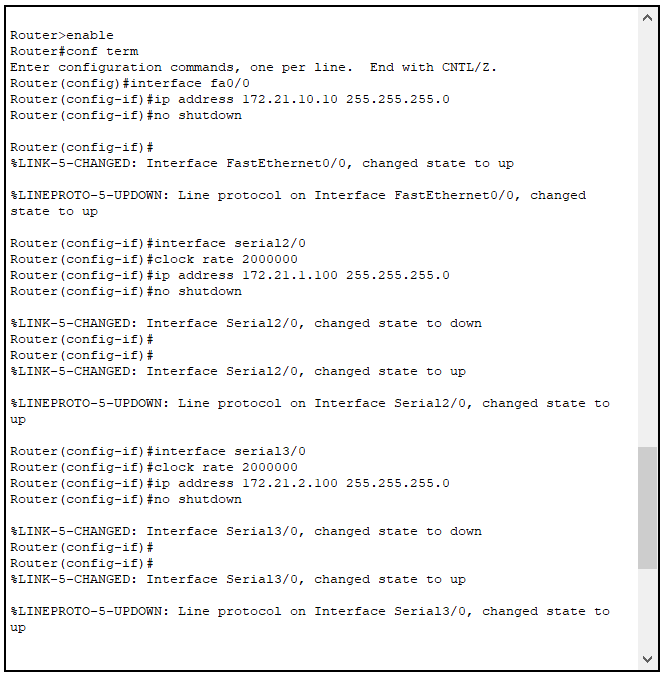 Router>enable
Router#conf term
Enter configuration commands, one per line.  End with CNTL/Z.
Router(config)#interface fa0/0
Router(config-if)#ip address 172.21.10.10 255.255.255.0
Router(config-if)#no shutdown
Router(config-if)#
%LINK-5-CHANGED: Interface FastEthernet0/0, changed state to up
%LINEPROTO-5-UPDOWN: Line protocol on Interface FastEthernet0/0, changed
state to up
Router(config-if)#interface serial2/0
Router(config-if)#clock rate 2000000
Router(config-if)#ip address 172.21.1.100 255.255.255.0
Router(config-if)#no shutdown
%LINK-5-CHANGED: Interface Serial2/0, changed state to down
Router(config-if)#
Router(config-if)#
%LINK-5-CHANGED: Interface Serial2/0, changed state to up
%LINEPROTO-5-UPDOWN: Line protocol on Interface Serial2/0, changed state to
up
Router(config-if)#interface serial3/0
Router(config-if)#clock rate 2000000
Router(config-if)#ip address 172.21.2.100 255.255.255.0
Router(config-if)#no shutdown
%LINK-5-CHANGED: Interface Serial3/0, changed state to down
Router(config-if)#
Router(config-if)#
%LINK-5-CHANGED: Interface Serial3/0, changed state to up
%LINEPROTO-5-UPDOWN: Line protocol on Interface Serial3/0, changed state to
up